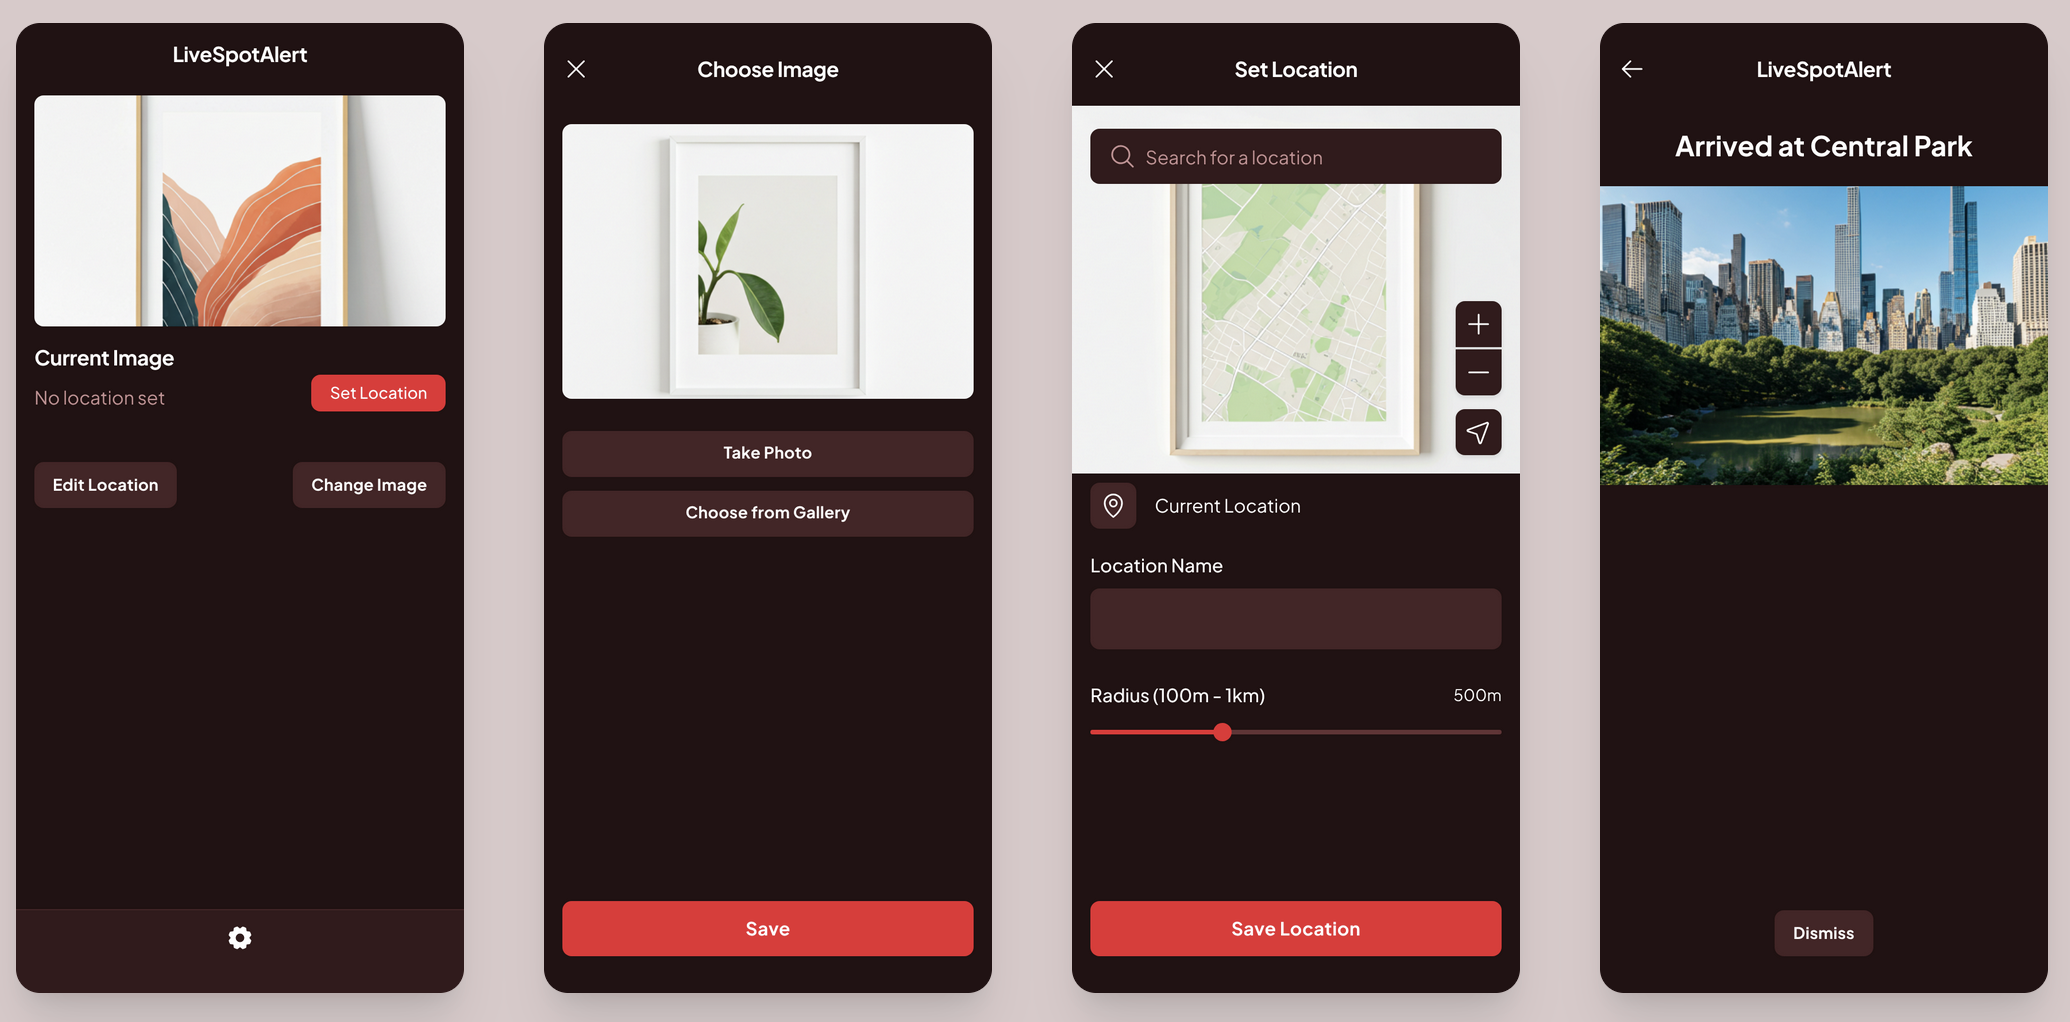 LiveSpotAlert
Current Image
No location set
Set Location
Edit Location
Change Image
Choose Image
Take Photo
Choose from Gallery
Save
Set Location
Search for a location
Current Location
Location Name
Radius (100m - 1km)
500m
Save Location
LiveSpotAlert
Arrived at Central Park
Dismiss